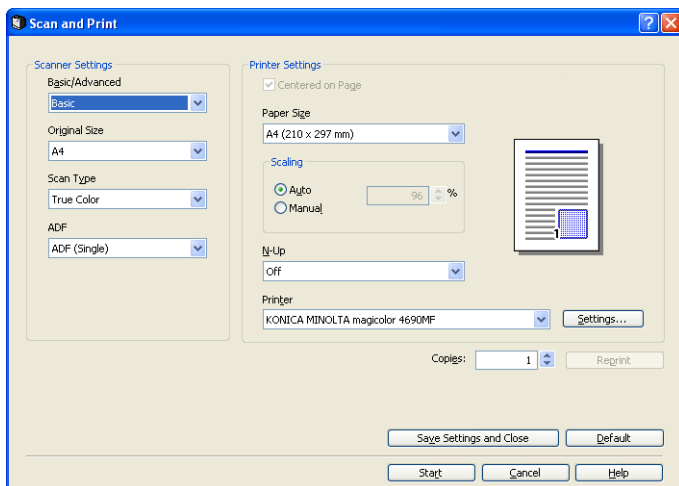 Scan and Print
Scanner Settings
Basic/Advanced
Basic
Original Size
A4
Scan Type
True Color
ADF
ADF (Single)
Printer Settings
Centered on Page
Paper Size
A4 (210 x 297 mm)
Scaling
Auto
96 %
Manual
N-Up
Off
Printer
KONICA MINOLTA magicolor 4690MF
Settings...
1
Copies: 1 Reprint
Save Settings and Close Default
Start Cancel Help